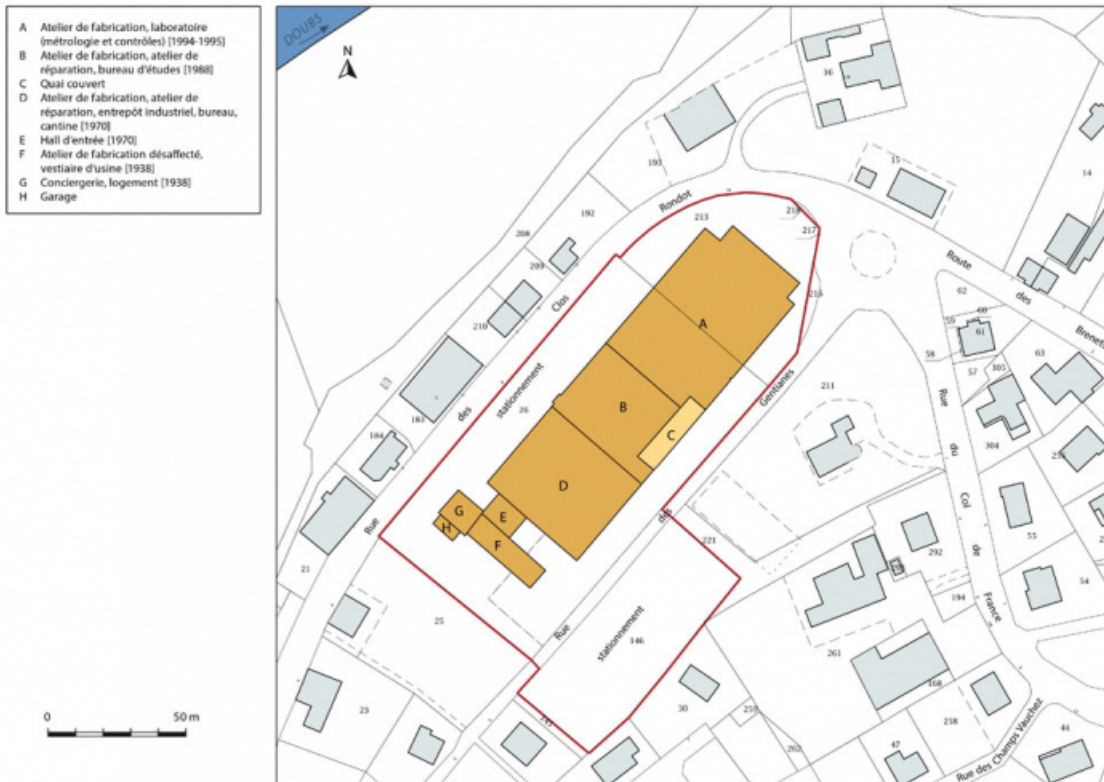 A Atelier de fabrication, laboratoire
(métrologie et contrôles) [1994-1995]
B Atelier de fabrication, atelier de
réparation, bureau d'études [1988]
C Quai couvert
D Atelier de fabrication, atelier de
réparation, entrepôt industriel, bureau,
cantine [1970]
E Hall d'entrée [1970]
F Atelier de fabrication désaffecté,
vestiaire d'usine [1938]
G Conciergerie, logement [1938]
H Garage
DOUBS
N
16
193
15
14
Rondot
192
213
218
217
208
209
Clos
Route
des
Brenets
216
62
60
59
61
58
57
305
63
210
A
stationnement
26
des
Gentianes
211
Rue
183
B
C
304
184
D
du
G
E
H
F
Rue
des
Col
221
55
292
21
de
54
194
25
Rue
stationnement
146
France
261
168
23
30
259
258
262
47
44
Rue des Champs Vauchez
0
50 m